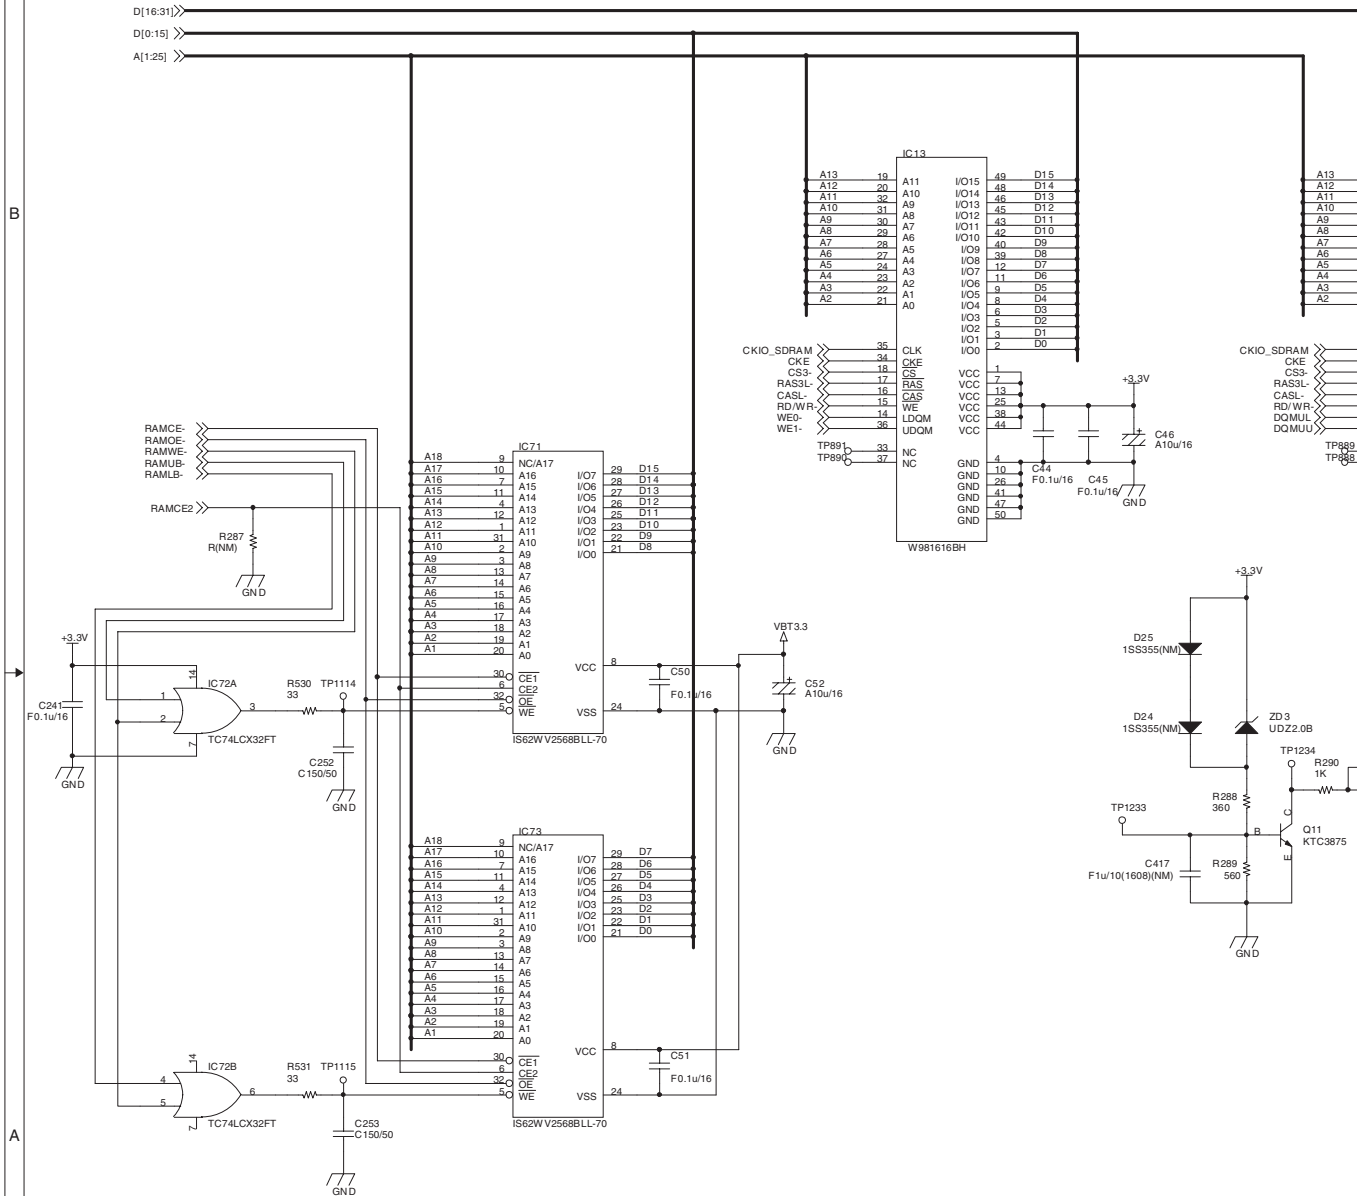 D[16:31]
D[0:15]
A[1:25]
B
A
IC13
A13 19 A11 I/O15 49 D15
A12 20 A10 I/O14 48 D14
A11 32 A9 I/O13 46 D13
A10 31 A8 I/O12 45 D12
A9 30 A7 I/O11 43 D11
A8 29 A6 I/O10 42 D10
A7 28 A5 I/O9 40 D9
A6 27 A4 I/O8 39 D8
A5 24 A3 I/O7 12 D7
A4 23 A2 I/O6 11 D6
A3 22 A1 I/O5 9 D5
A2 21 A0 I/O4 8 D4
I/O3 6 D3
I/O2 5 D2
I/O1 3 D1
I/O0 2 D0
CKIO_SDRAM 35 CLK
CKE 34 CKE
CS3- 18 CS VCC 1
RAS3L- 17 RAS VCC 7
CASL- 16 CAS VCC 13
RD/WR- 15 WE VCC 25
WE0- 14 LDQM VCC 38
WE1- 36 UDQM VCC 44
TP891 33 NC
TP890 37 NC GND 4
GND 10
GND 26
GND 41
GND 47
GND 50
W981616BH
+3.3V
C44
F0.1u/16
C45
F0.1u/16
C46
A10u/16
GND
A13
A12
A11
A10
A9
A8
A7
A6
A5
A4
A3
A2
CKIO_SDRAM
CKE
CS3-
RAS3L-
CASL-
RD/WR-
DQMUL
DQMUU
TP889
TP888
RAMCE-
RAMOE-
RAMWE-
RAMUB-
RAMLB-
RAMCE2
R287
R(NM)
GND
IC71
A18 9 NC/A17
A17 10 A16 I/O7 29 D15
A16 7 A15 I/O6 28 D14
A15 11 A14 I/O5 27 D13
A14 4 A13 I/O4 26 D12
A13 12 A12 I/O3 25 D11
A12 1 A11 I/O2 23 D10
A11 31 A10 I/O1 22 D9
A10 2 A9 I/O0 21 D8
A9 3 A8
A8 13 A7
A7 14 A6
A6 15 A5
A5 16 A4
A4 17 A3
A3 18 A2
A2 19 A1
A1 20 A0
VCC 8
30 CE1
6 CE2
32 OE
5 WE VSS 24
IS62WV2568BLL-70
C50
F0.1u/16
VBT3.3
C52
A10u/16
GND
+3.3V
C241
F0.1u/16
GND
14
IC72A
1
2
3
7
TC74LCX32FT
R530
33
TP1114
C252
C150/50
GND
IC73
A18 9 NC/A17
A17 10 A16 I/O7 29 D7
A16 7 A15 I/O6 28 D6
A15 11 A14 I/O5 27 D5
A14 4 A13 I/O4 26 D4
A13 12 A12 I/O3 25 D3
A12 1 A11 I/O2 23 D2
A11 31 A10 I/O1 22 D1
A10 2 A9 I/O0 21 D0
A9 3 A8
A8 13 A7
A7 14 A6
A6 15 A5
A5 16 A4
A4 17 A3
A3 18 A2
A2 19 A1
A1 20 A0
VCC 8
30 CE1
6 CE2
32 OE
5 WE VSS 24
IS62WV2568BLL-70
C51
F0.1u/16
14
IC72B
4
5
6
7
TC74LCX32FT
R531
33
TP1115
C253
C150/50
GND
+3.3V
D25
1SS355(NM)
D24
1SS355(NM)
ZD3
UDZ2.0B
TP1234
R290
1K
R288
360
TP1233
B
C
E
Q11
KTC3875
C417
F1u/10(1608)(NM)
R289
560
GND